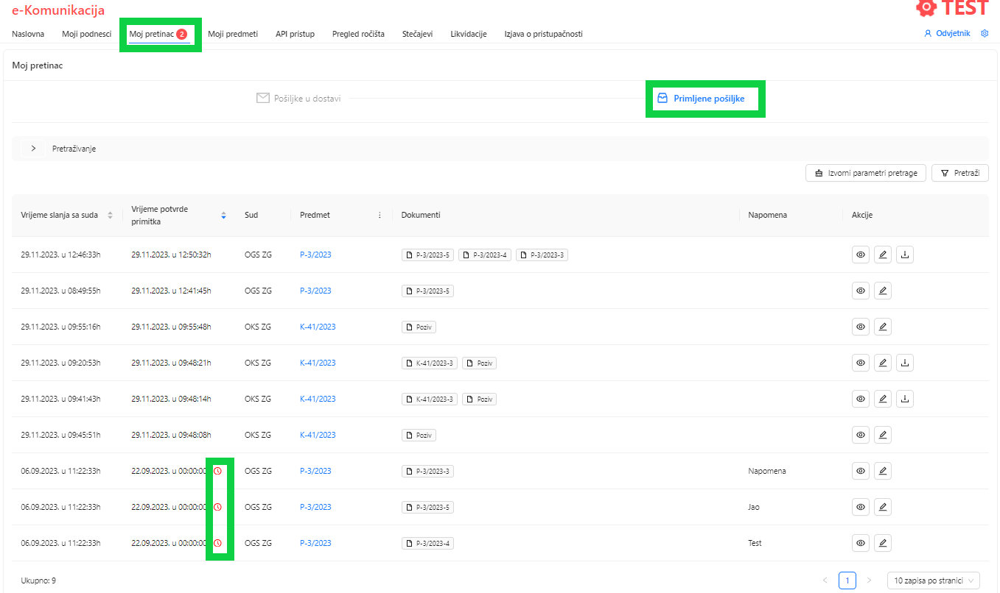 e-Komunikacija
TEST
Naslovna Moji podnesci Moj pretinac 2 Moji predmeti API pristup Pregled ročišta Stečajevi Likvidacije Izjava o pristupačnosti Odvjetnik
Moj pretinac
Pošiljke u dostavi Primljene pošiljke
Pretraživanje
Izvorni parametri pretrage Pretraži
Vrijeme slanja sa suda Vrijeme potvrde primitka Sud Predmet Dokumenti Napomena Akcije
29.11.2023. u 12:46:33h 29.11.2023. u 12:50:32h OGS ZG P-3/2023 P-3/2023-5 P-3/2023-4 P-3/2023-3
29.11.2023. u 08:49:55h 29.11.2023. u 12:41:45h OGS ZG P-3/2023 P-3/2023-5
29.11.2023. u 09:55:16h 29.11.2023. u 09:55:48h OKS ZG K-41/2023 Poziv
29.11.2023. u 09:20:53h 29.11.2023. u 09:48:21h OKS ZG K-41/2023 K-41/2023-3 Poziv
29.11.2023. u 09:41:43h 29.11.2023. u 09:48:14h OKS ZG K-41/2023 K-41/2023-3 Poziv
29.11.2023. u 09:45:51h 29.11.2023. u 09:48:08h OKS ZG K-41/2023 Poziv
06.09.2023. u 11:22:33h 22.09.2023. u 00:00:00 OGS ZG P-3/2023 P-3/2023-3 Napomena
06.09.2023. u 11:22:33h 22.09.2023. u 00:00:00 OGS ZG P-3/2023 P-3/2023-5 Jao
06.09.2023. u 11:22:33h 22.09.2023. u 00:00:00 OGS ZG P-3/2023 P-3/2023-4 Test
Ukupno: 9 1 10 zapisa po stranici